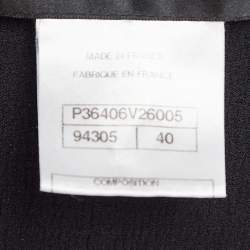 MADE IN FRANCE
FABRIQUE EN FRANCE
P36406V26005
94305 40
COMPOSITION